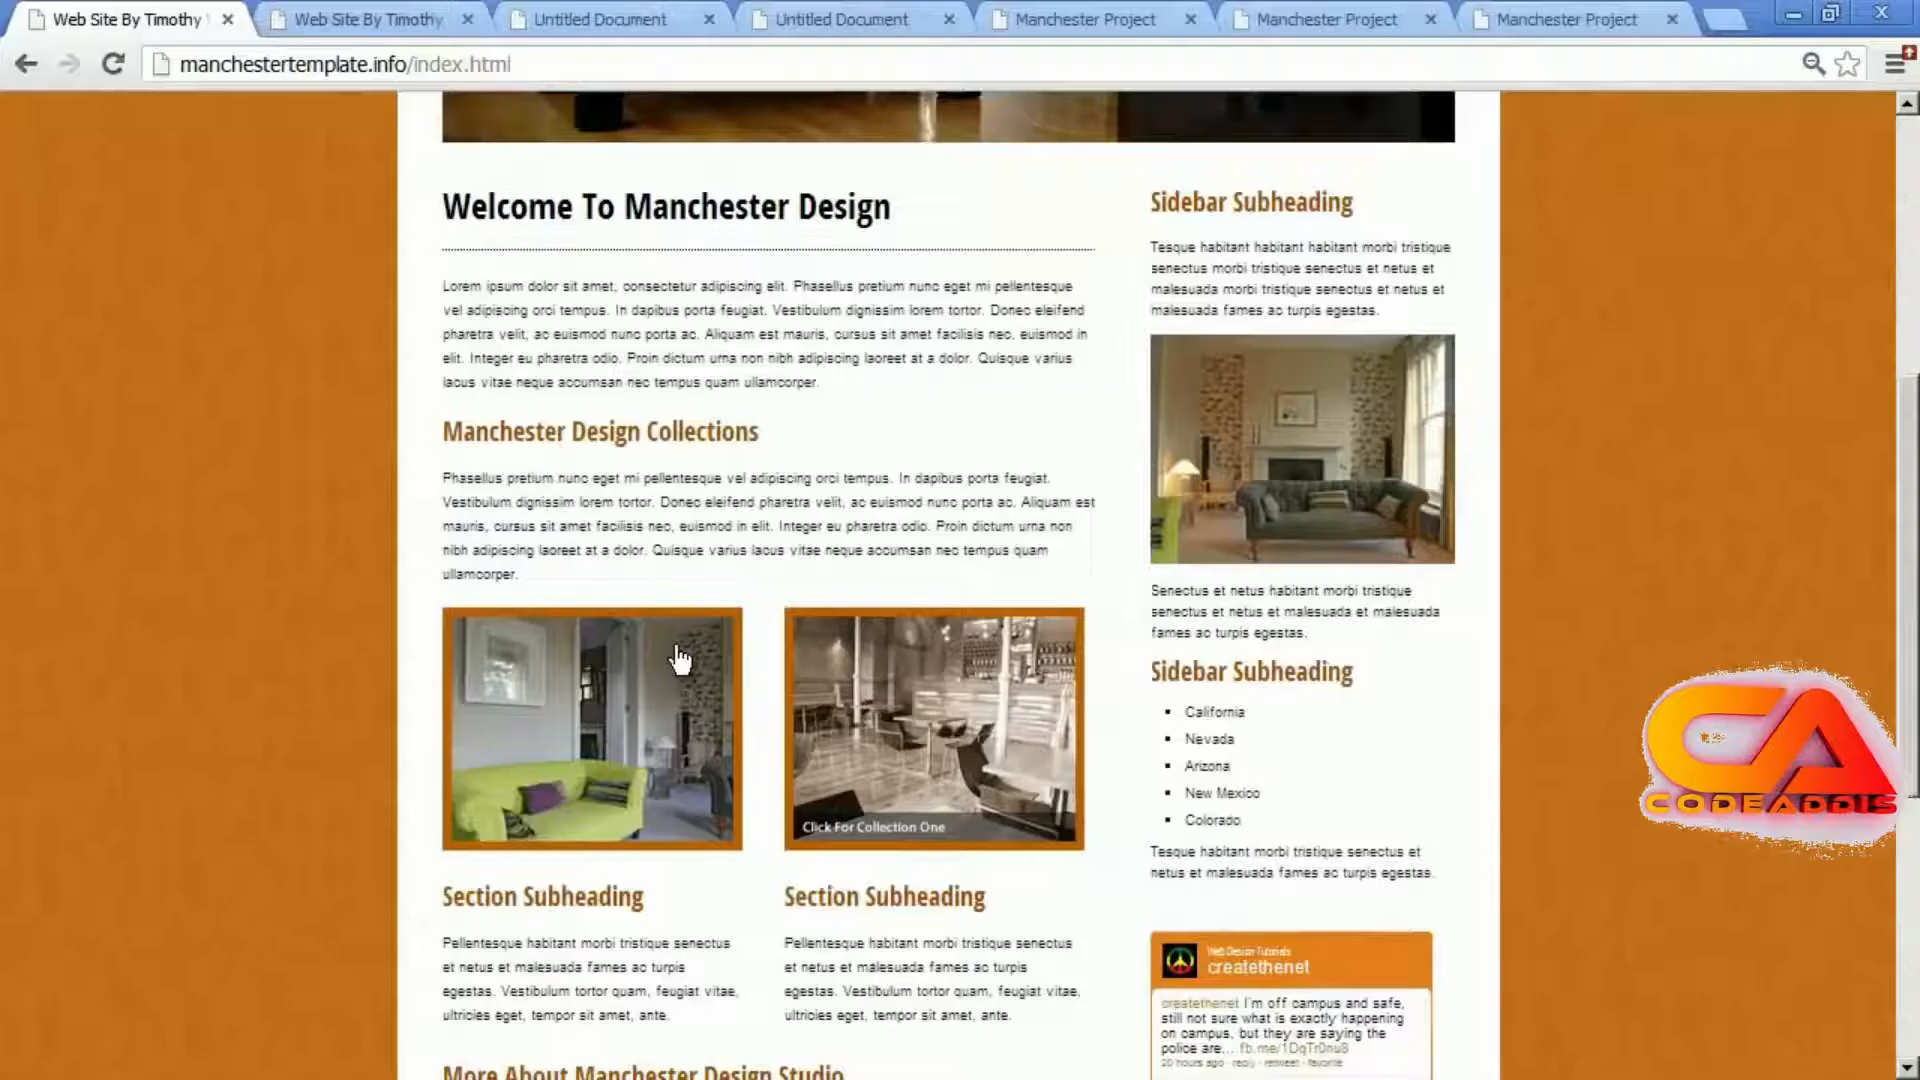 Web Site By Timothy
Web Site By Timothy
Untitled Document
Untitled Document
Manchester Project
Manchester Project
Manchester Project
manchestertemplate.info/index.html
Welcome To Manchester Design
Lorem ipsum dolor sit amet, consectetur adipiscing elit. Phasellus pretium nunc eget mi pellentesque
vel adipiscing orci tempus. In dapibus porta feugiat. Vestibulum dignissim lorem tortor. Donec eleifend
pharetra velit, ac euismod nunc porta ac. Aliquam est mauris, cursus sit amet facilisis nec, euismod in
elit. Integer eu pharetra odio. Proin dictum urna non nibh adipiscing laoreet at a dolor. Quisque varius
lacus vitae neque accumsan nec tempus quam ullamcorper.
Manchester Design Collections
Phasellus pretium nunc eget mi pellentesque vel adipiscing orci tempus. In dapibus porta feugiat.
Vestibulum dignissim lorem tortor. Donec eleifend pharetra velit, ac euismod nunc porta ac. Aliquam est
mauris, cursus sit amet facilisis nec, euismod in elit. Integer eu pharetra odio. Proin dictum urna non
nibh adipiscing laoreet at a dolor. Quisque varius lacus vitae neque accumsan nec tempus quam
ullamcorper.
Click For Collection One
Section Subheading
Pellentesque habitant morbi tristique senectus
et netus et malesuada fames ac turpis
egestas. Vestibulum tortor quam, feugiat vitae,
ultricies eget, tempor sit amet, ante.
Section Subheading
Pellentesque habitant morbi tristique senectus
et netus et malesuada fames ac turpis
egestas. Vestibulum tortor quam, feugiat vitae,
ultricies eget, tempor sit amet, ante.
More About Manchester Design Studio
Sidebar Subheading
Tesque habitant habitant habitant morbi tristique
senectus morbi tristique senectus et netus et
malesuada morbi tristique senectus et netus et
malesuada fames ac turpis egestas.
Senectus et netus habitant morbi tristique
senectus et netus et malesuada et malesuada
fames ac turpis egestas.
Sidebar Subheading
California
Nevada
Arizona
New Mexico
Colorado
Tesque habitant morbi tristique senectus et
netus et malesuada fames ac turpis egestas.
Web Design Tutorials
createthenet
createthenet I'm off campus and safe,
still not sure what is exactly happening
on campus, but they are saying the
police are... fb.me/1DqTr0nu8
20 hours ago · reply · retweet · favorite
CA
CODEADDIS